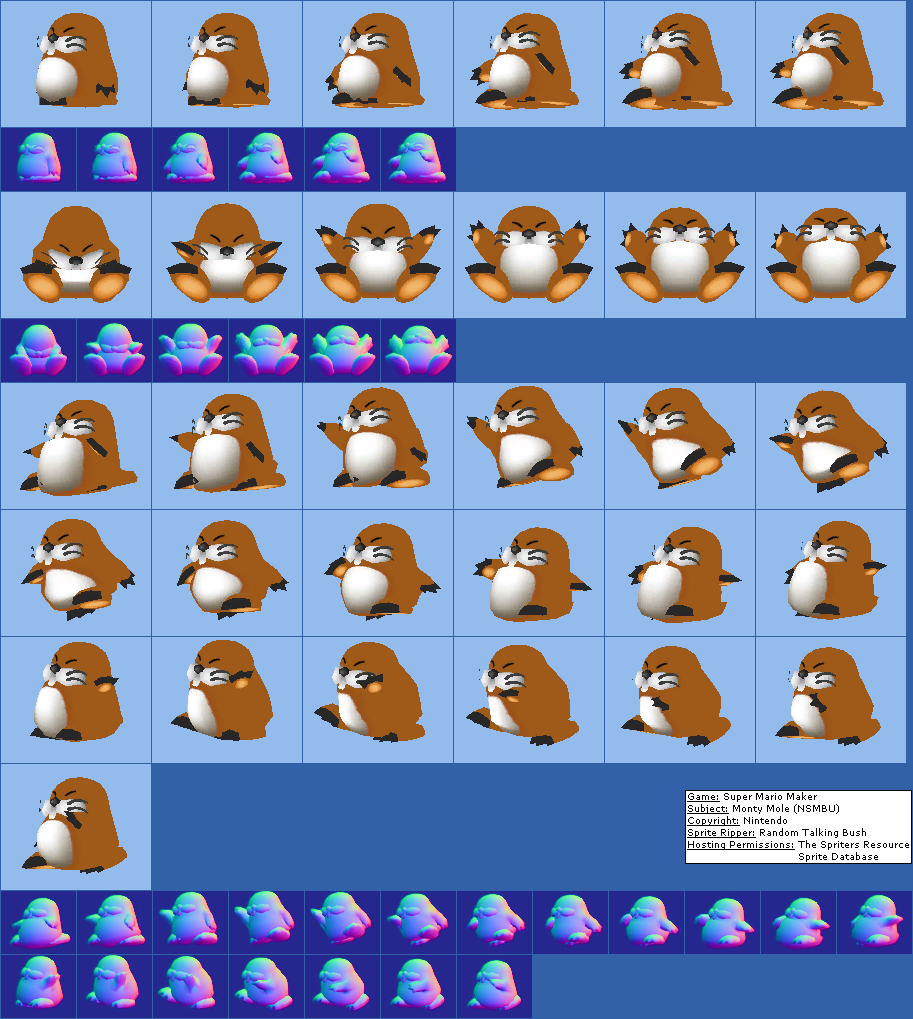 Game: Super Mario Maker
Subject: Monty Mole (NSMBU)
Copyright: Nintendo
Sprite Ripper: Random Talking Bush
Hosting Permissions: The Spriters Resource
Sprite Database